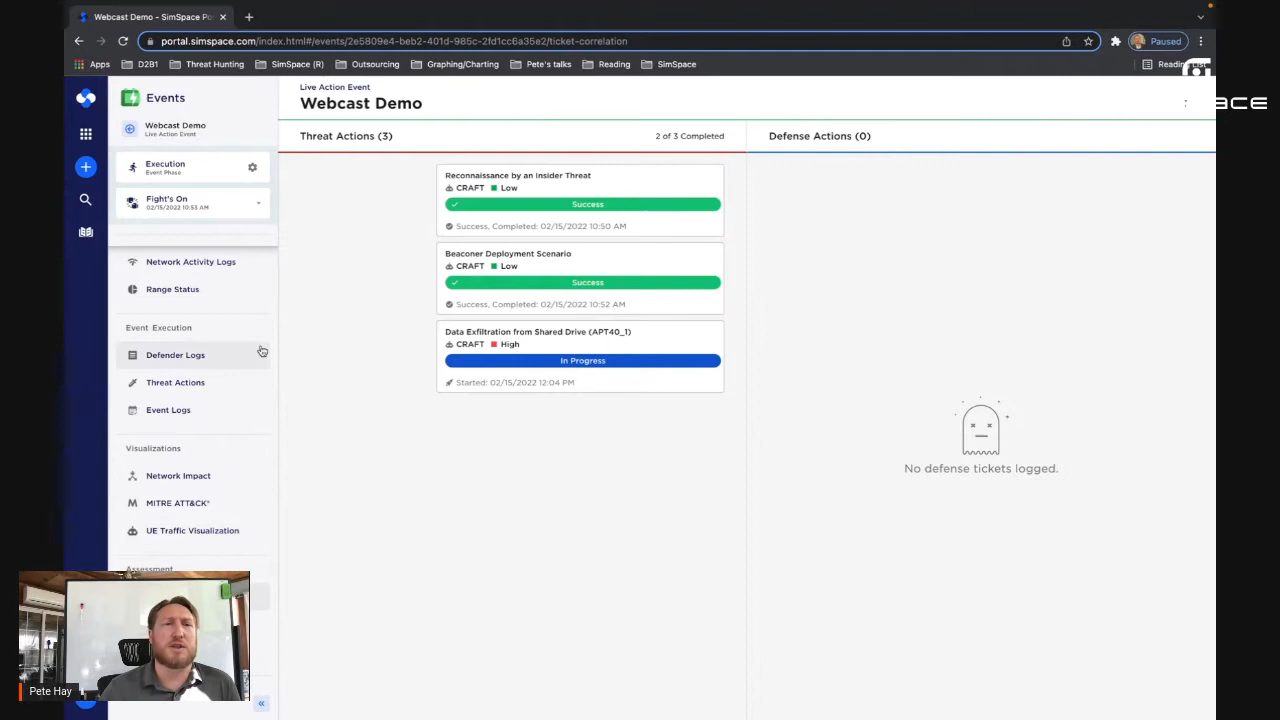 Webcast Demo - SimSpace Po
portal.simspace.com/index.html#/events/2e5809e4-beb2-401d-985c-2fd1cc6a35e2/ticket-correlation
Paused
Apps
D2B1
Threat Hunting
SimSpace (R)
Outsourcing
Graphing/Charting
Pete's talks
Reading
SimSpace
Reading List
ace
Events
Webcast Demo
Live Action Event
Execution
Event Phase
Fight's On
02/15/2022 10:53 AM
Network Activity Logs
Range Status
Event Execution
Defender Logs
Threat Actions
Event Logs
Visualizations
Network Impact
MITRE ATT&CK®
UE Traffic Visualization
Assessment
Live Action Event
Webcast Demo
Threat Actions (3)
2 of 3 Completed
Reconnaissance by an Insider Threat
CRAFT Low
Success
Success, Completed: 02/15/2022 10:50 AM
Beaconer Deployment Scenario
CRAFT Low
Success
Success, Completed: 02/15/2022 10:52 AM
Data Exfiltration from Shared Drive (APT40_1)
CRAFT High
In Progress
Started: 02/15/2022 12:04 PM
Defense Actions (0)
No defense tickets logged.
Pete Hay